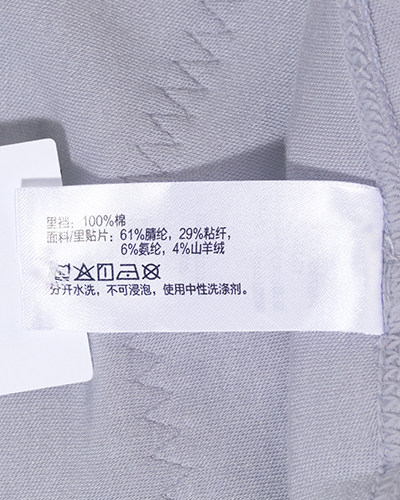 里裆：100%棉
面料/里贴片：61%腈纶，29%粘纤，
6%氨纶，4%山羊绒
分开水洗，不可浸泡，使用中性洗涤剂。